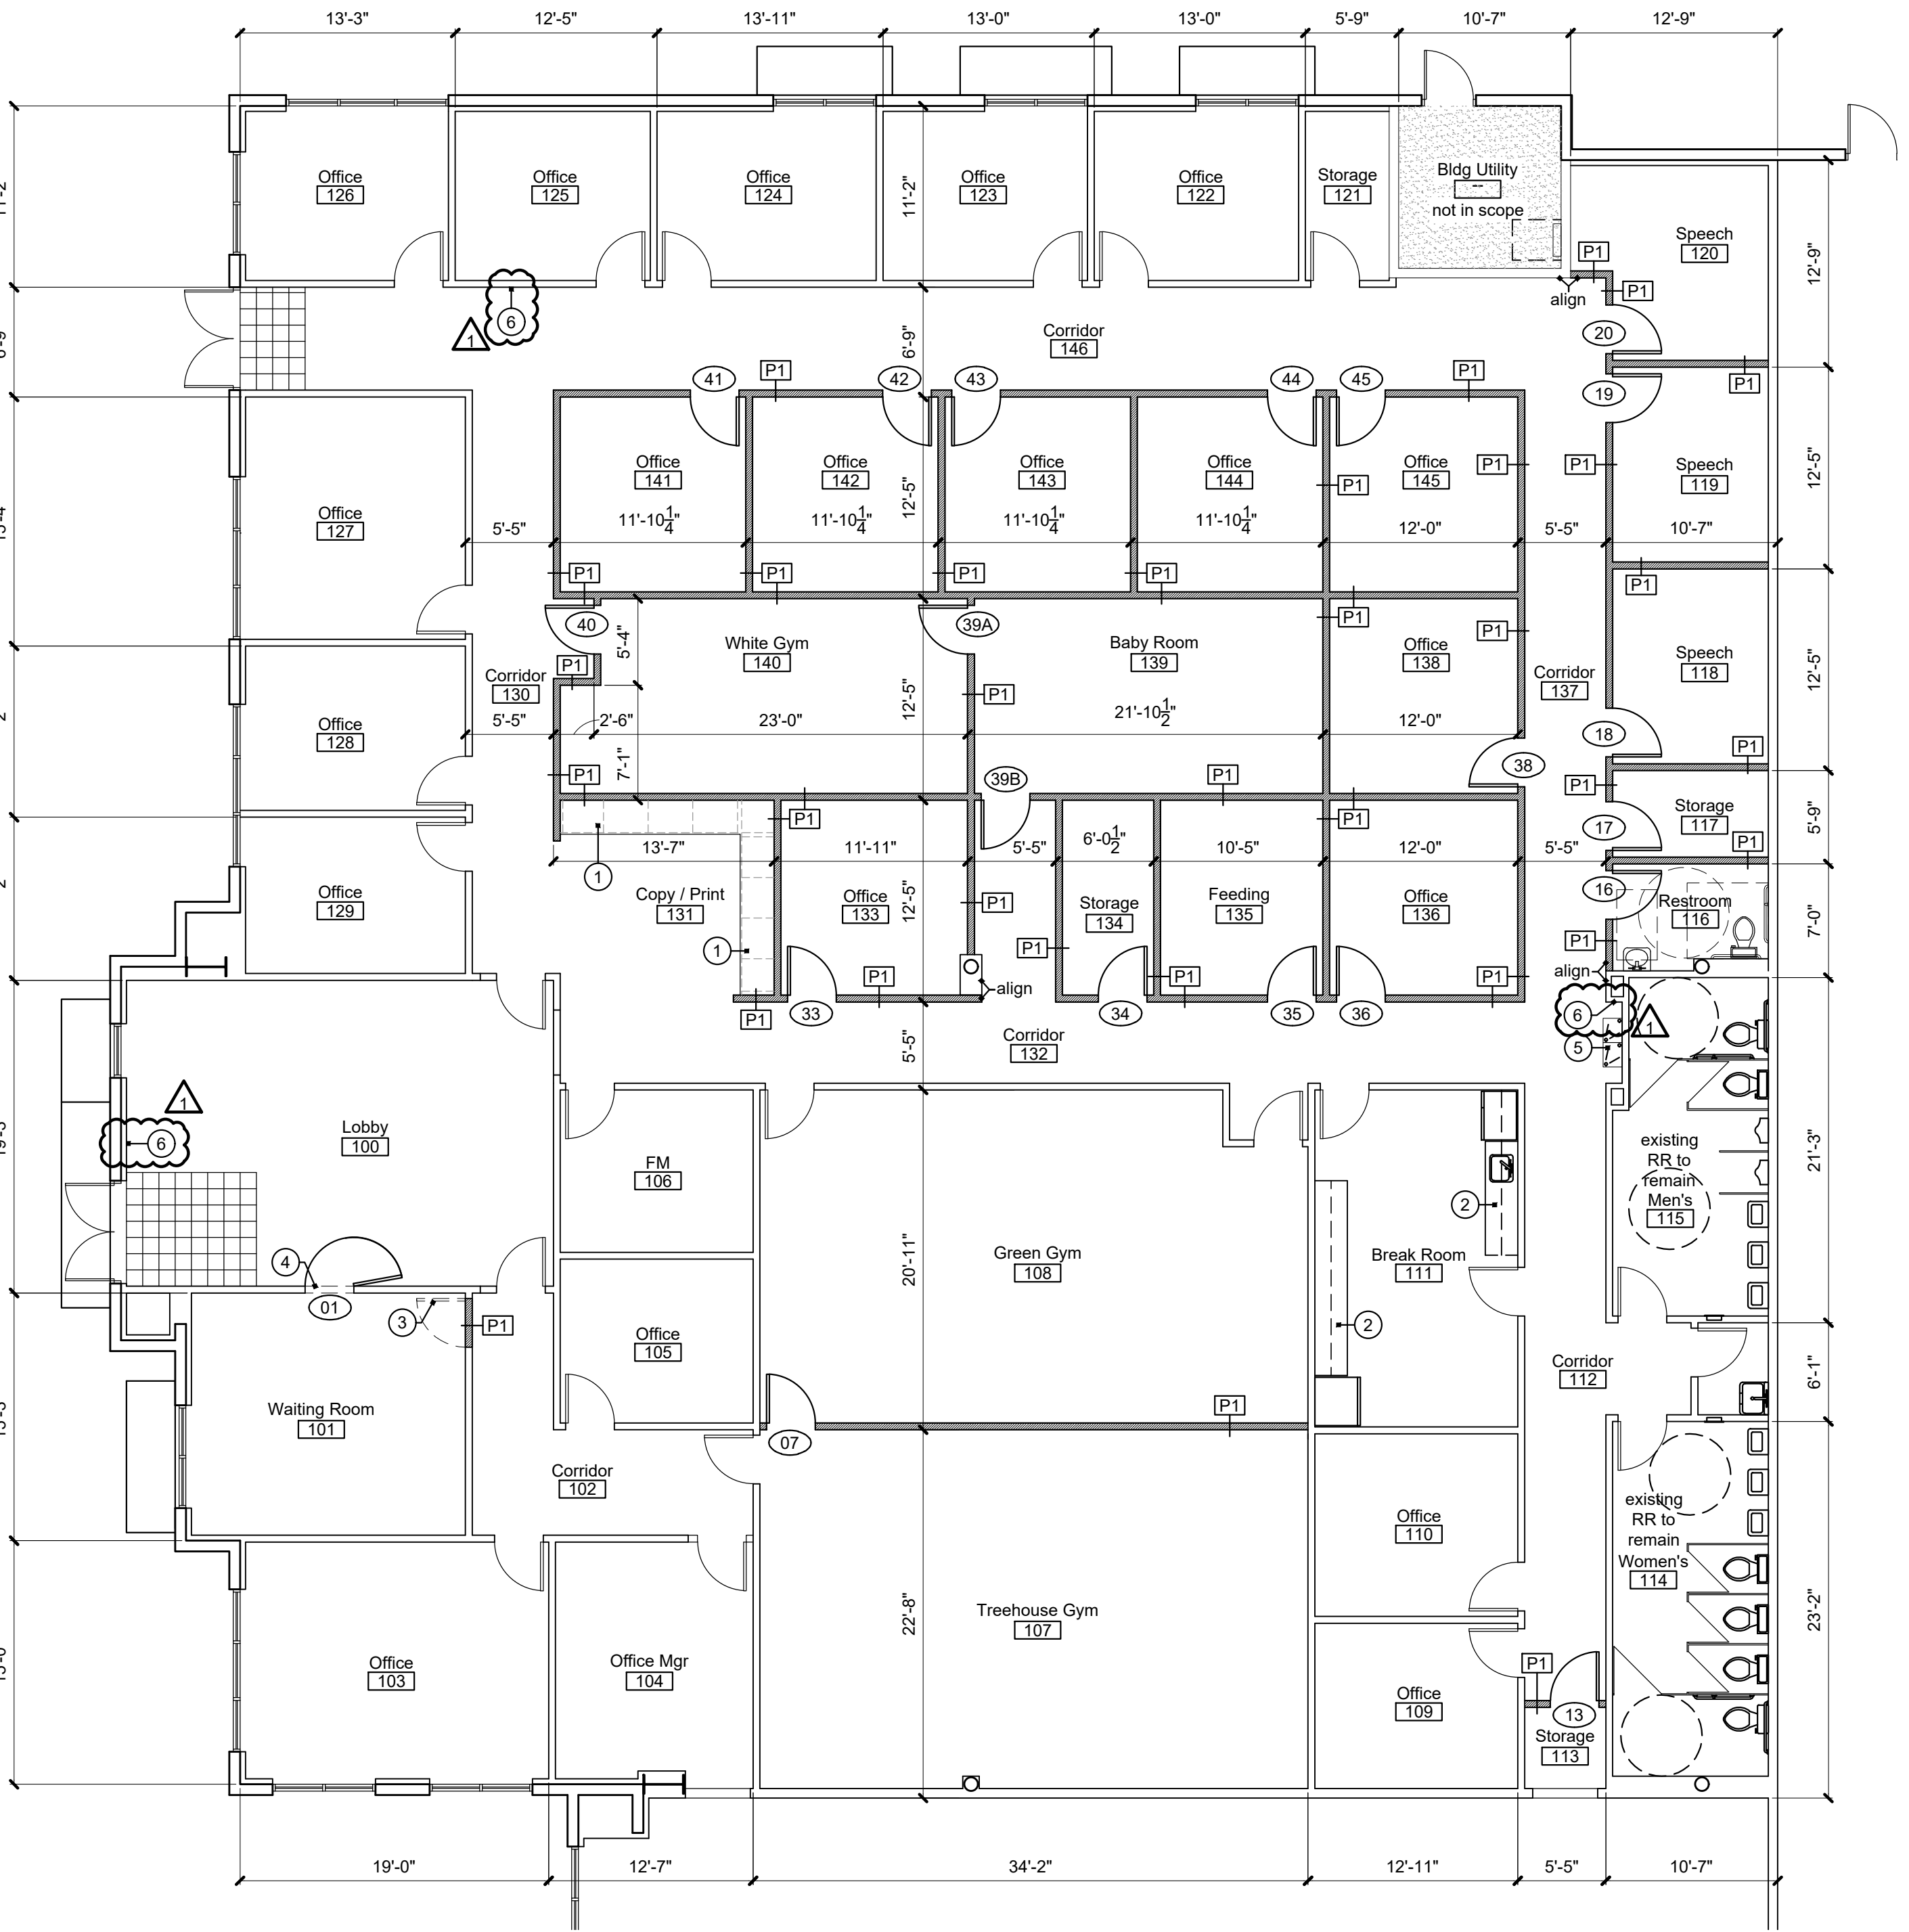 13'-3" 12'-5" 13'-11" 13'-0" 13'-0" 5'-9" 10'-7" 12'-9"
Office
126
Office
125
Office
124
Office
123
Office
122
Storage
121
Bldg Utility
not in scope
Speech
120
11'-2"
12'-9"
P1
P1
align
6
1
6'-9"
Corridor
146
20
41
P1
42
43
44
45
P1
19
P1
Office
127
Office
141
11'-10 1/4"
Office
142
11'-10 1/4"
12'-5"
Office
143
11'-10 1/4"
Office
144
11'-10 1/4"
P1
Office
145
12'-0"
P1
P1
Speech
119
12'-5"
5'-5"
5'-5"
10'-7"
P1
P1
P1
P1
P1
40
5'-4"
White Gym
140
39A
Baby Room
139
P1
Office
138
P1
Speech
118
12'-5"
P1
Corridor
130
Corridor
137
P1
12'-5"
Office
128
5'-5"
2'-6"
23'-0"
21'-10 1/2"
12'-0"
18
P1
7'-1"
P1
39B
P1
38
P1
Storage
117
5'-9"
P1
P1
17
P1
1
13'-7"
11'-11"
5'-5"
6'-0 1/2"
10'-5"
12'-0"
5'-5"
16
Office
129
Copy / Print
131
Office
133
12'-5"
P1
Storage
134
Feeding
135
Office
136
Restroom
116
7'-0"
1
P1
P1
P1
P1
P1
align
align
P1
33
34
35
36
6
1
5
5'-5"
Corridor
132
1
6
Lobby
100
FM
106
20'-11"
Green Gym
108
2
Break Room
111
existing
RR to
remain
Men's
115
21'-3"
4
01
3
P1
Office
105
2
Corridor
112
6'-1"
Waiting Room
101
P1
07
Corridor
102
Office
110
existing
RR to
remain
Women's
114
Treehouse Gym
107
22'-8"
23'-2"
Office
103
Office Mgr
104
Office
109
P1
13
Storage
113
19'-0" 12'-7" 34'-2" 12'-11" 5'-5" 10'-7"